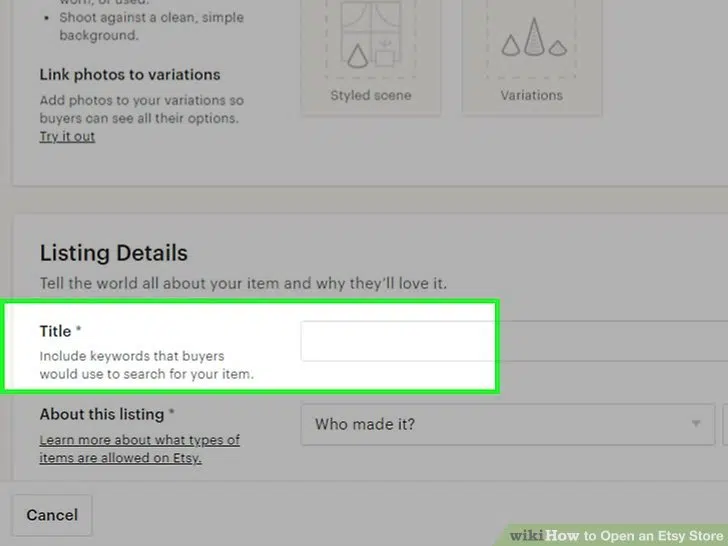 worn, or used.
• Shoot against a clean, simple
background.
Link photos to variations
Add photos to your variations so
buyers can see all their options.
Try it out
Styled scene
Variations
Listing Details
Tell the world all about your item and why they'll love it.
Title *
Include keywords that buyers
would use to search for your item.
About this listing *
Learn more about what types of
items are allowed on Etsy.
Who made it?
Cancel
wikiHow to Open an Etsy Store